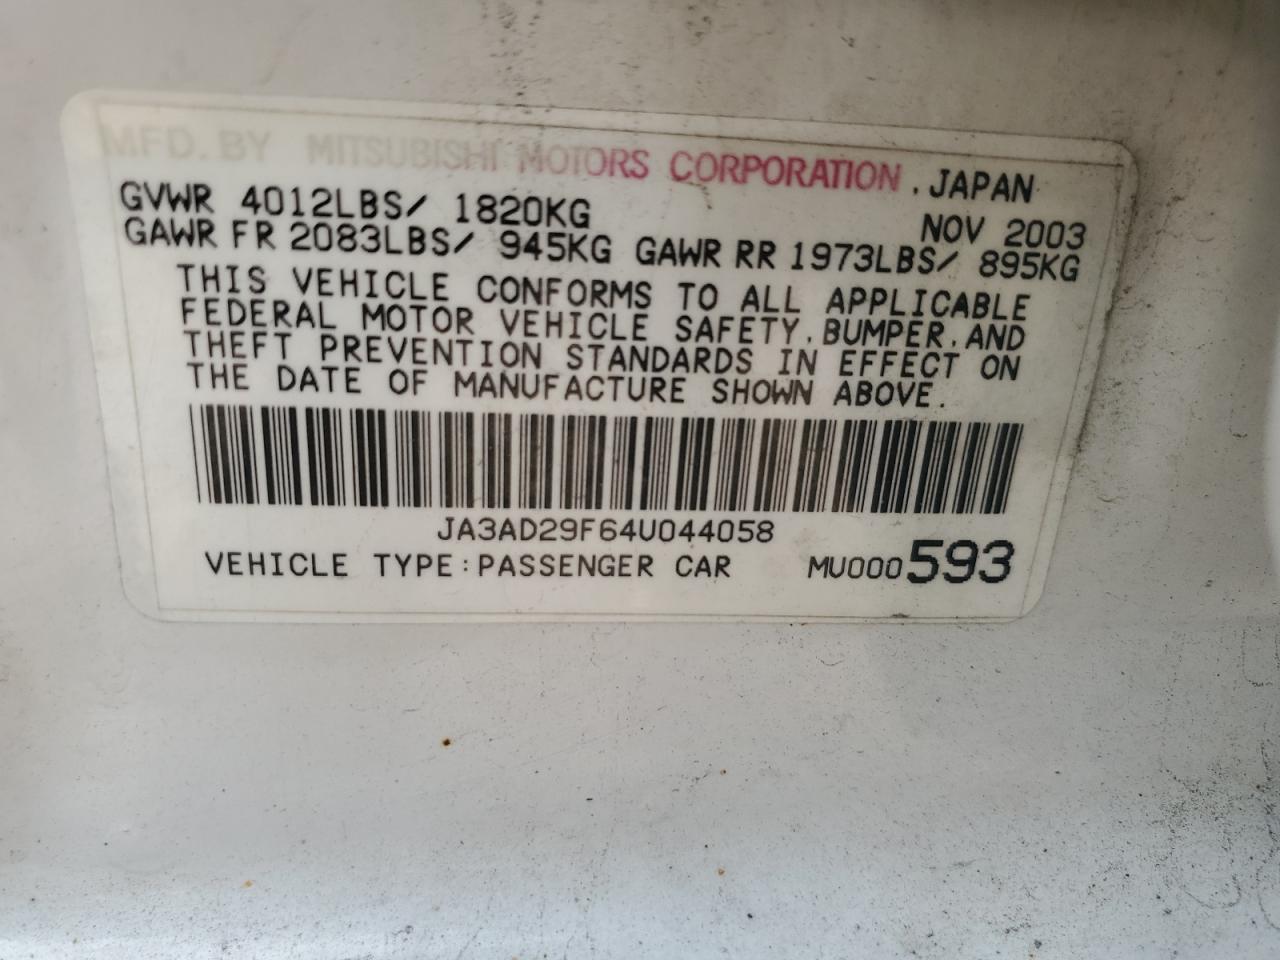 MFD. BY MITSUBISHI MOTORS CORPORATION, JAPAN
GVWR 4012LBS/ 1820KG NOV 2003
GAWR FR 2083LBS/ 945KG GAWR RR 1973LBS/ 895KG
THIS VEHICLE CONFORMS TO ALL APPLICABLE
FEDERAL MOTOR VEHICLE SAFETY, BUMPER, AND
THEFT PREVENTION STANDARDS IN EFFECT ON
THE DATE OF MANUFACTURE SHOWN ABOVE.
JA3AD29F64U044058
VEHICLE TYPE: PASSENGER CAR MU000593